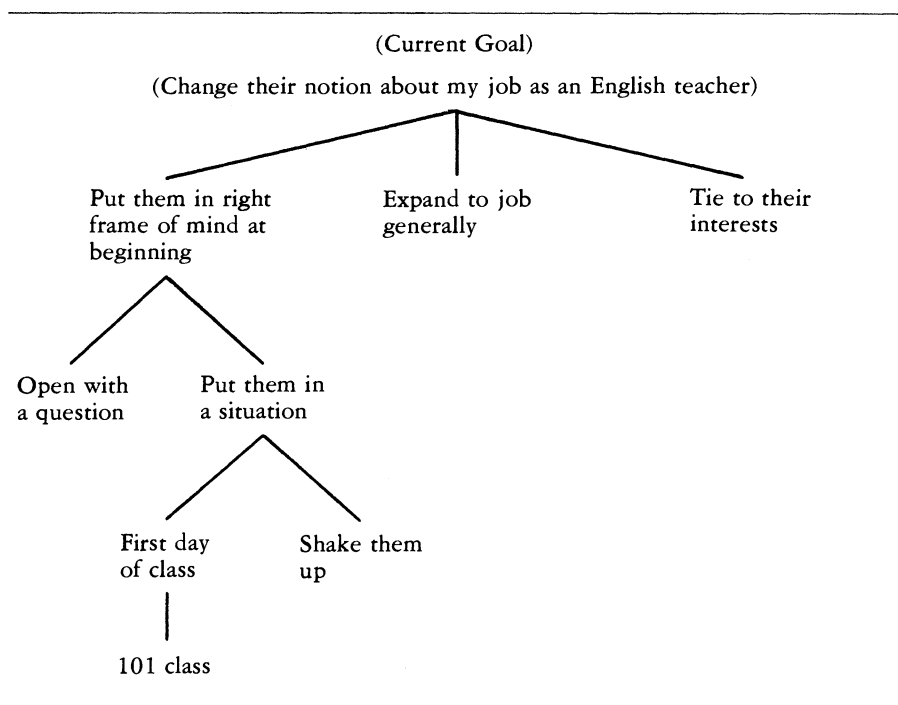 (Current Goal)
(Change their notion about my job as an English teacher)
Put them in right
frame of mind at
beginning
Expand to job
generally
Tie to their
interests
Open with
a question
Put them in
a situation
First day
of class
Shake them
up
101 class